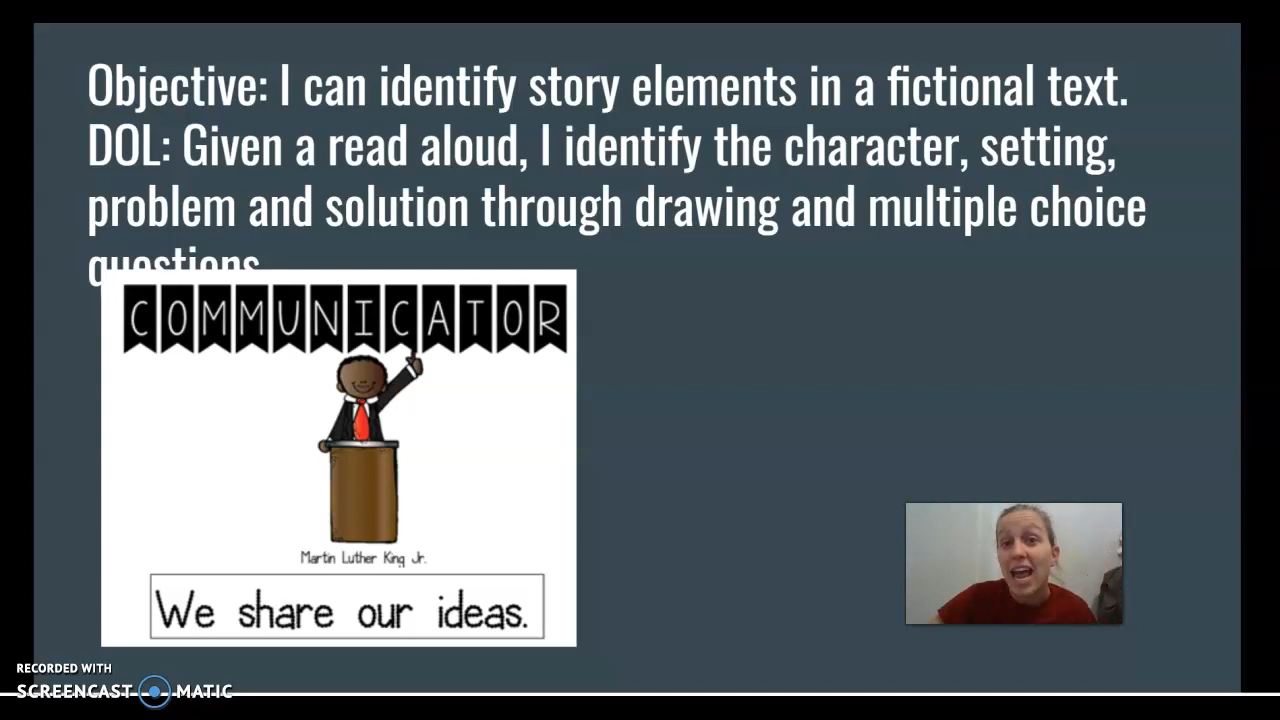 Objective: I can identify story elements in a fictional text.
DOL: Given a read aloud, I identify the character, setting,
problem and solution through drawing and multiple choice
questions
COMMUNICATOR
Martin Luther King Jr.
We share our ideas.
RECORDED WITH
SCREENCAST MATIC